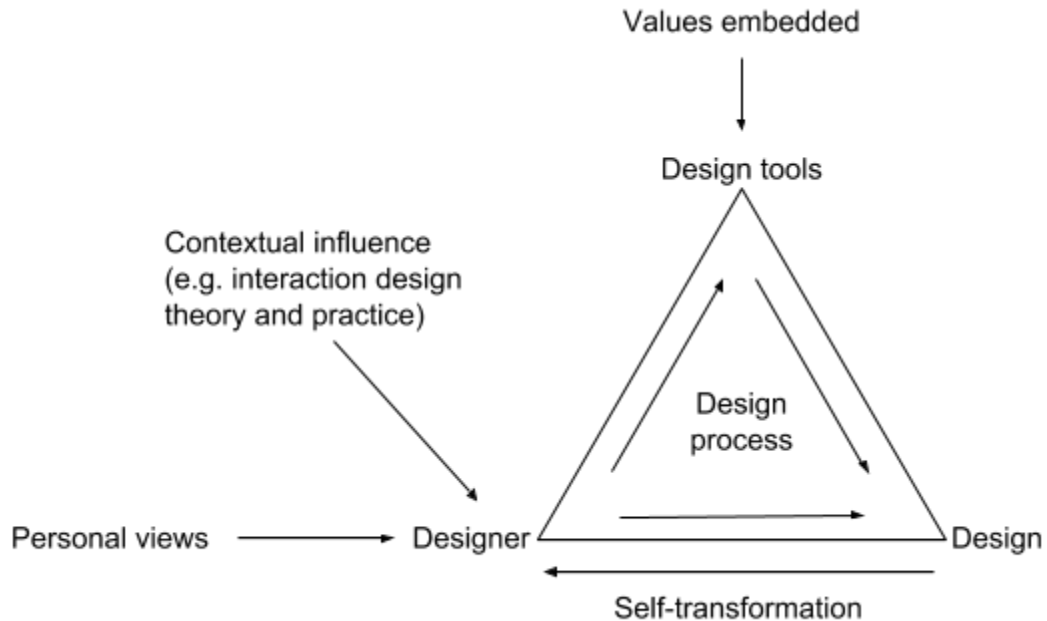 Values embedded
Design tools
Contextual influence
(e.g. interaction design
theory and practice)
Design
process
Personal views
Designer
Design
Self-transformation